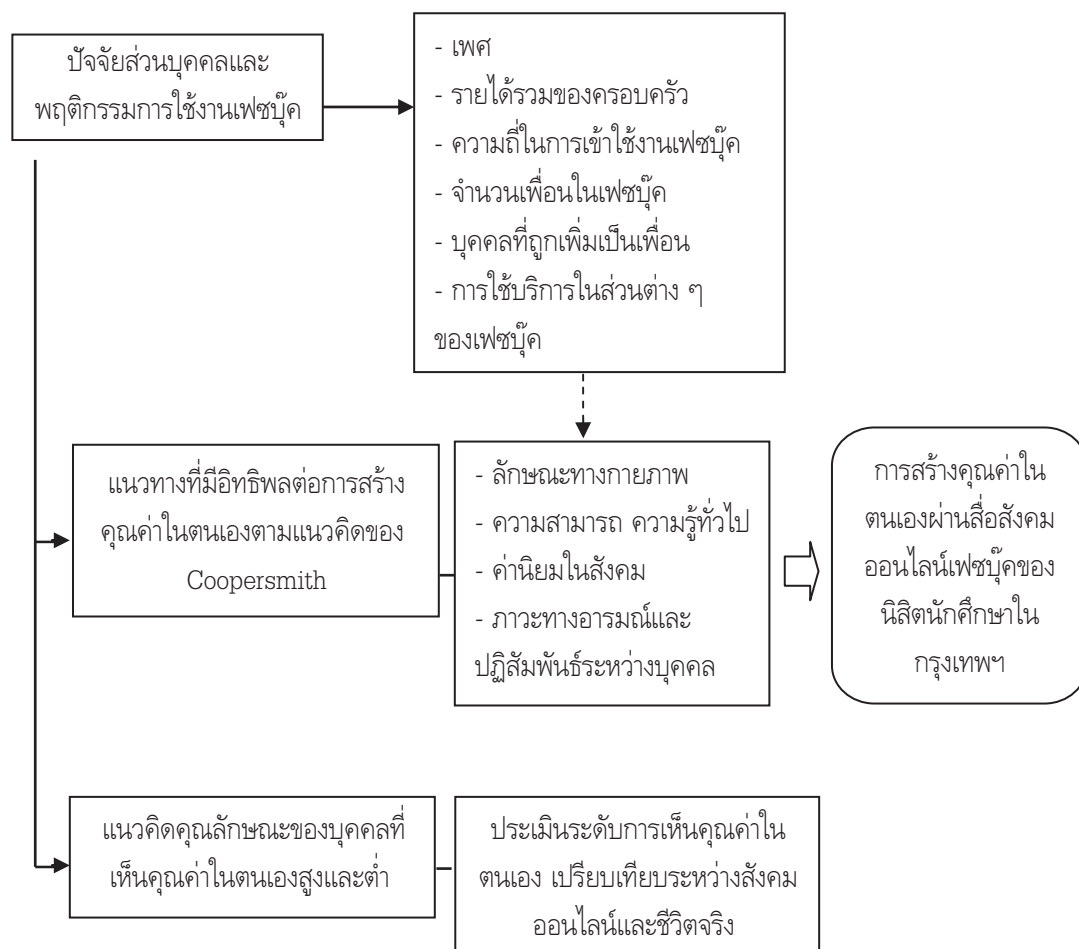 ปัจจัยส่วนบุคคลและ
พฤติกรรมการใช้งานเฟซบุ๊ค
- เพศ
- รายได้รวมของครอบครัว
- ความถี่ในการเข้าใช้งานเฟซบุ๊ค
- จำนวนเพื่อนในเฟซบุ๊ค
- บุคคลที่ถูกเพิ่มเป็นเพื่อน
- การใช้บริการในส่วนต่าง ๆ
ของเฟซบุ๊ค
แนวทางที่มีอิทธิพลต่อการสร้าง
คุณค่าในตนเองตามแนวคิดของ
Coopersmith
- ลักษณะทางกายภาพ
- ความสามารถ ความรู้ทั่วไป
- ค่านิยมในสังคม
- ภาวะทางอารมณ์และ
ปฏิสัมพันธ์ระหว่างบุคคล
การสร้างคุณค่าใน
ตนเองผ่านสื่อสังคม
ออนไลน์เฟซบุ๊คของ
นิสิตนักศึกษาใน
กรุงเทพฯ
แนวคิดคุณลักษณะของบุคคลที่
เห็นคุณค่าในตนเองสูงและต่ำ
ประเมินระดับการเห็นคุณค่าใน
ตนเอง เปรียบเทียบระหว่างสังคม
ออนไลน์และชีวิตจริง